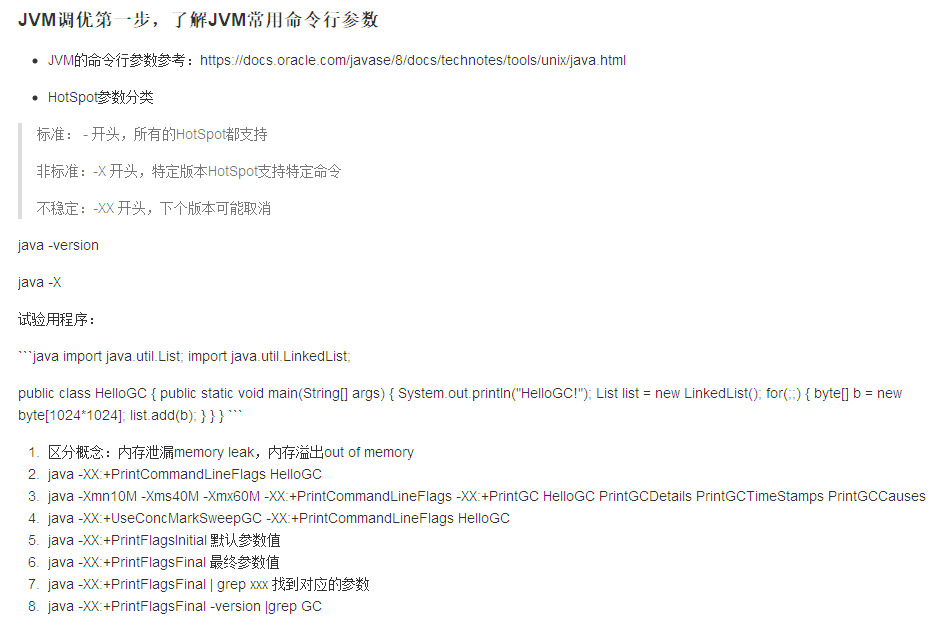 JVM调优第一步，了解JVM常用命令行参数
• JVM的命令行参数参考：https://docs.oracle.com/javase/8/docs/technotes/tools/unix/java.html
• HotSpot参数分类
标准： - 开头，所有的HotSpot都支持
非标准：-X 开头，特定版本HotSpot支持特定命令
不稳定：-XX 开头，下个版本可能取消
java -version
java -X
试验用程序：
```java import java.util.List; import java.util.LinkedList;
public class HelloGC { public static void main(String[] args) { System.out.println("HelloGC!"); List list = new LinkedList(); for(;;) { byte[] b = new
byte[1024*1024]; list.add(b); } } } ```
1. 区分概念：内存泄漏memory leak，内存溢出out of memory
2. java -XX:+PrintCommandLineFlags HelloGC
3. java -Xmn10M -Xms40M -Xmx60M -XX:+PrintCommandLineFlags -XX:+PrintGC HelloGC PrintGCDetails PrintGCTimeStamps PrintGCCauses
4. java -XX:+UseConcMarkSweepGC -XX:+PrintCommandLineFlags HelloGC
5. java -XX:+PrintFlagsInitial 默认参数值
6. java -XX:+PrintFlagsFinal 最终参数值
7. java -XX:+PrintFlagsFinal | grep xxx 找到对应的参数
8. java -XX:+PrintFlagsFinal -version |grep GC